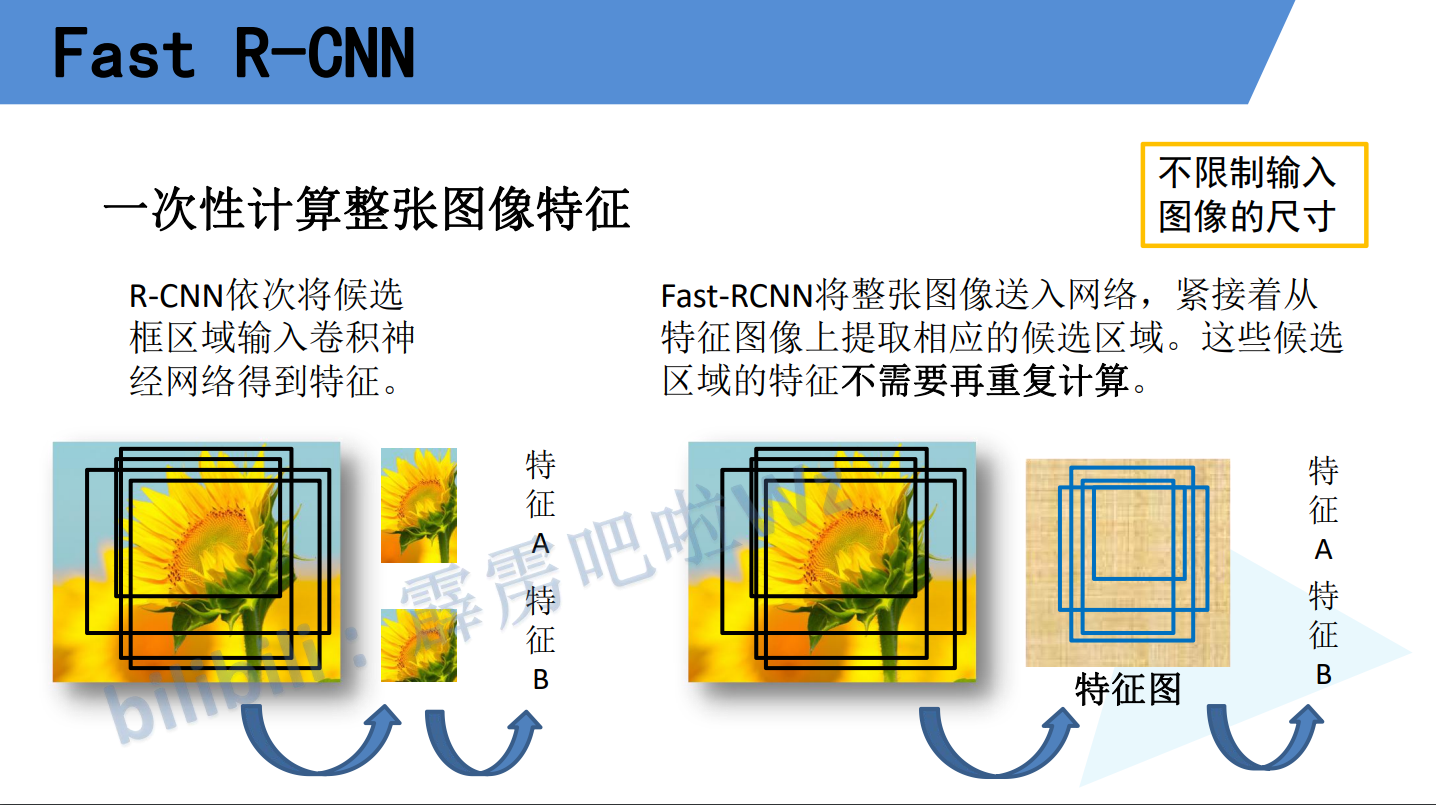 Fast R-CNN
不限制输入
图像的尺寸
一次性计算整张图像特征
R-CNN依次将候选
框区域输入卷积神
经网络得到特征。
Fast-RCNN将整张图像送入网络，紧接着从
特征图像上提取相应的候选区域。这些候选
区域的特征不需要再重复计算。
特
征
A
特
征
B
特征图
特
征
A
特
征
B
bilibili：霹雳吧啦Wz